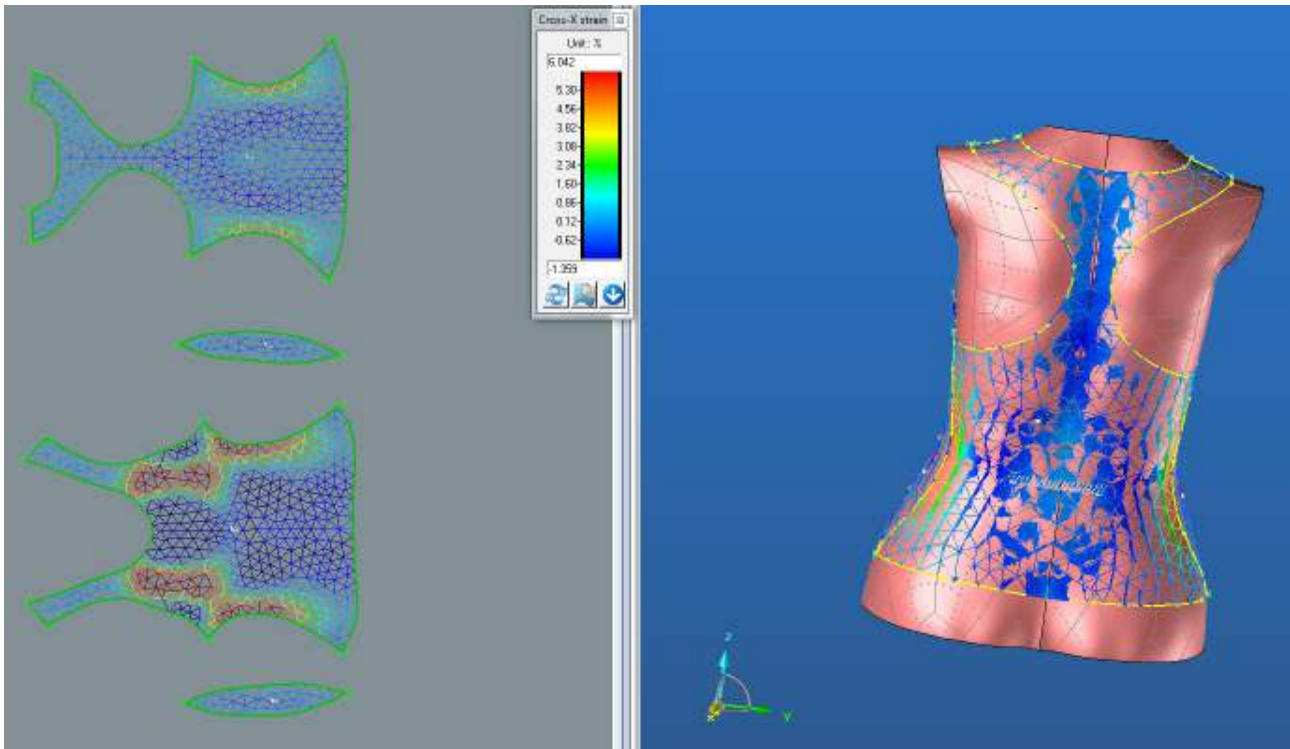 Cross-X strain
Unit: %
6.042
5.30
4.56
3.82
3.08
2.34
1.60
0.86
0.12
-0.62
-1.359
Z
X
Y